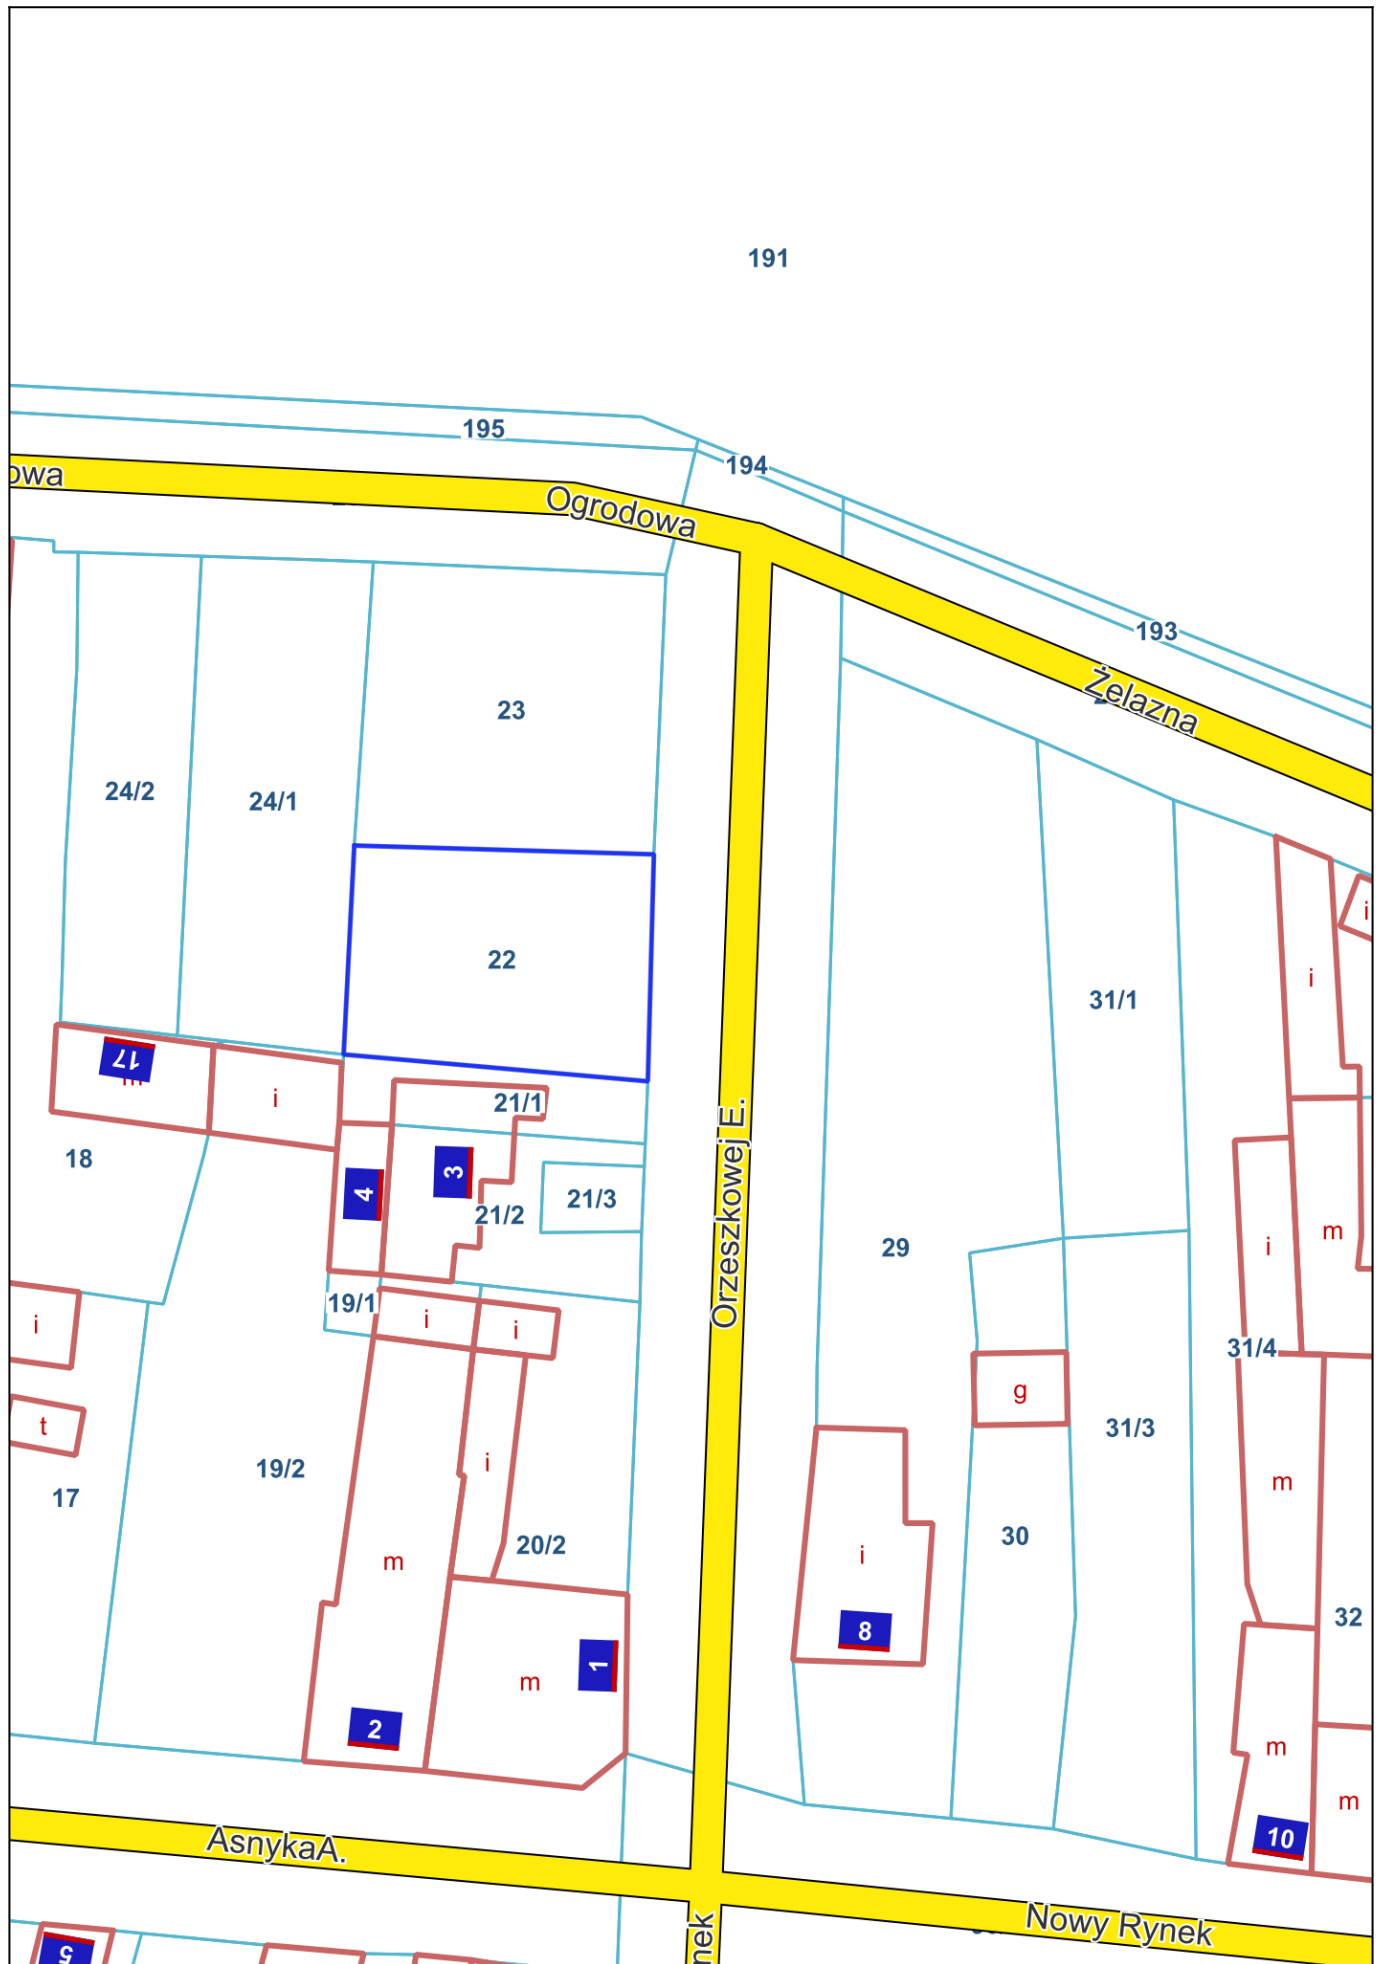 191
195
194
owa
Ogrodowa
193
Żelazna
23
24/2
24/1
22
31/1
i
i
17
m
i
21/1
18
3
4
21/3
21/2
29
i
m
19/1
i
i
i
31/4
g
t
31/3
19/2
i
m
17
30
20/2
m
i
32
8
1
m
2
m
m
10
Orzeszkowej E.
AsnykaA.
Nowy Rynek
nek
5